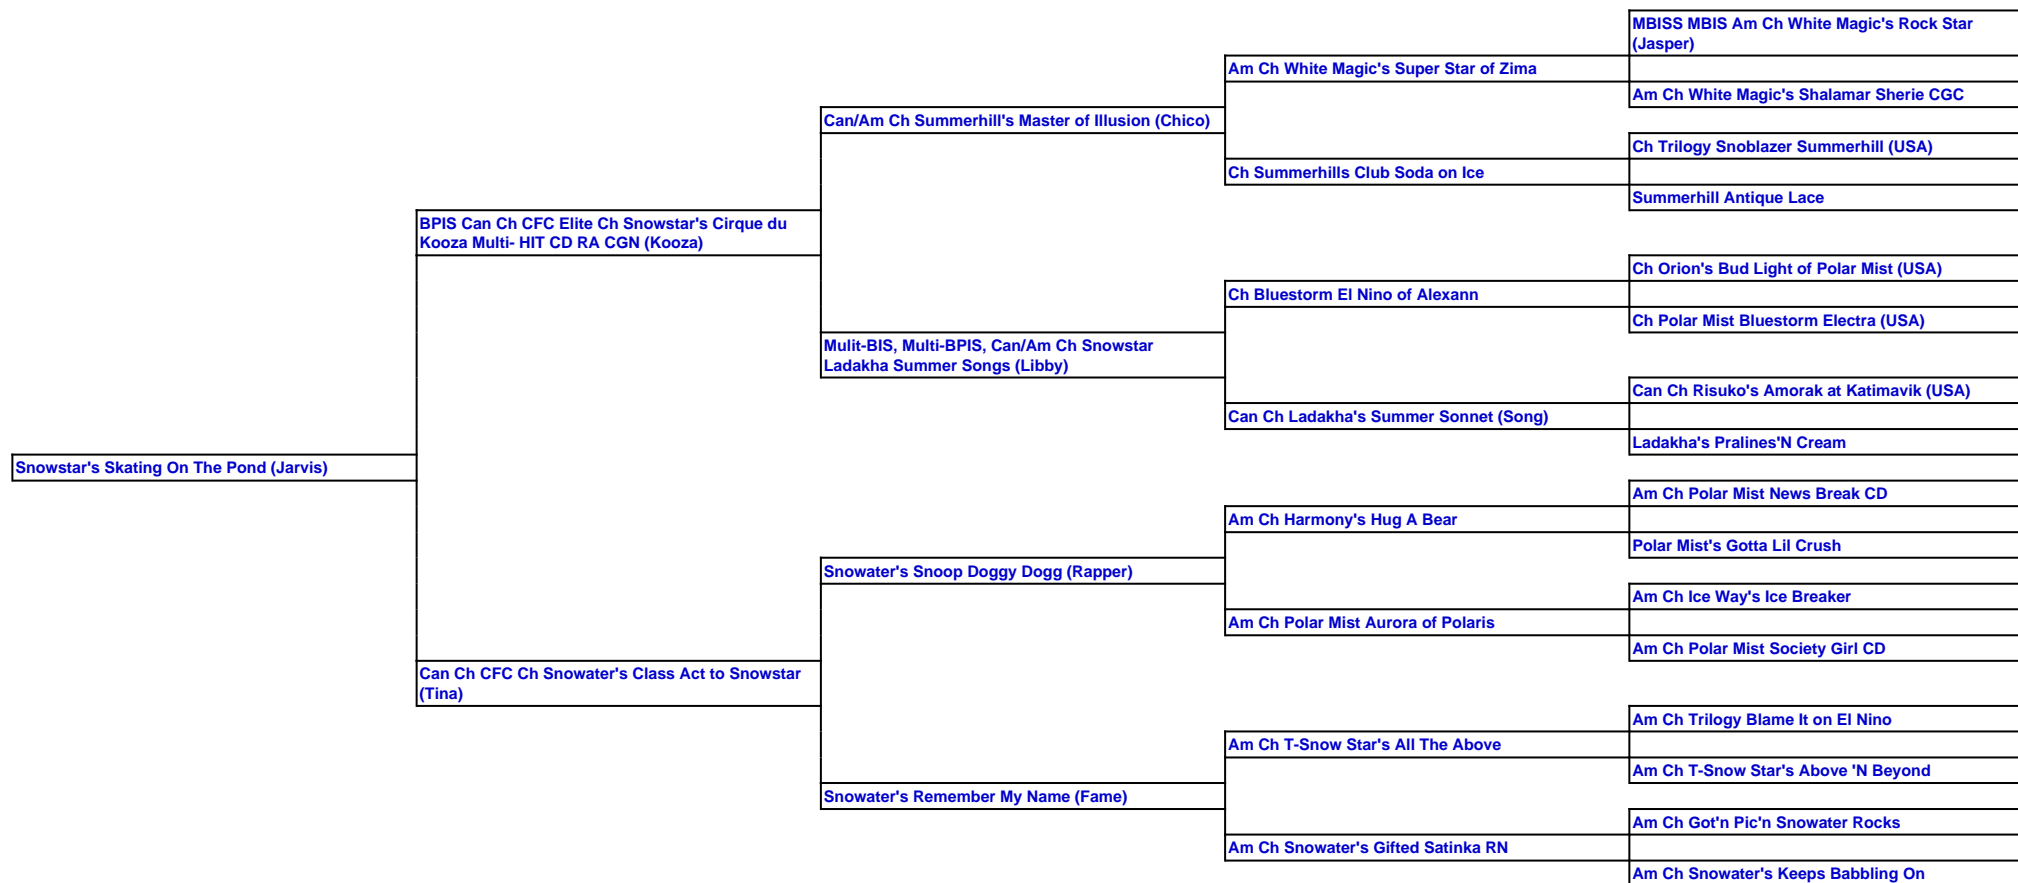 MBISS MBIS Am Ch White Magic's Rock Star
(Jasper)
Am Ch White Magic's Super Star of Zima
Am Ch White Magic's Shalamar Sherie CGC
Can/Am Ch Summerhill's Master of Illusion (Chico)
Ch Trilogy Snoblazer Summerhill (USA)
Ch Summerhills Club Soda on Ice
Summerhill Antique Lace
BPIS Can Ch CFC Elite Ch Snowstar's Cirque du
Kooza Multi- HIT CD RA CGN (Kooza)
Ch Orion's Bud Light of Polar Mist (USA)
Ch Bluestorm El Nino of Alexann
Ch Polar Mist Bluestorm Electra (USA)
Mulit-BIS, Multi-BPIS, Can/Am Ch Snowstar
Ladakha Summer Songs (Libby)
Can Ch Risuko's Amorak at Katimavik (USA)
Can Ch Ladakha's Summer Sonnet (Song)
Ladakha's Pralines'N Cream
Snowstar's Skating On The Pond (Jarvis)
Am Ch Polar Mist News Break CD
Am Ch Harmony's Hug A Bear
Polar Mist's Gotta Lil Crush
Snowater's Snoop Doggy Dogg (Rapper)
Am Ch Ice Way's Ice Breaker
Am Ch Polar Mist Aurora of Polaris
Am Ch Polar Mist Society Girl CD
Can Ch CFC Ch Snowater's Class Act to Snowstar
(Tina)
Am Ch Trilogy Blame It on El Nino
Am Ch T-Snow Star's All The Above
Am Ch T-Snow Star's Above 'N Beyond
Snowater's Remember My Name (Fame)
Am Ch Got'n Pic'n Snowater Rocks
Am Ch Snowater's Gifted Satinka RN
Am Ch Snowater's Keeps Babbling On